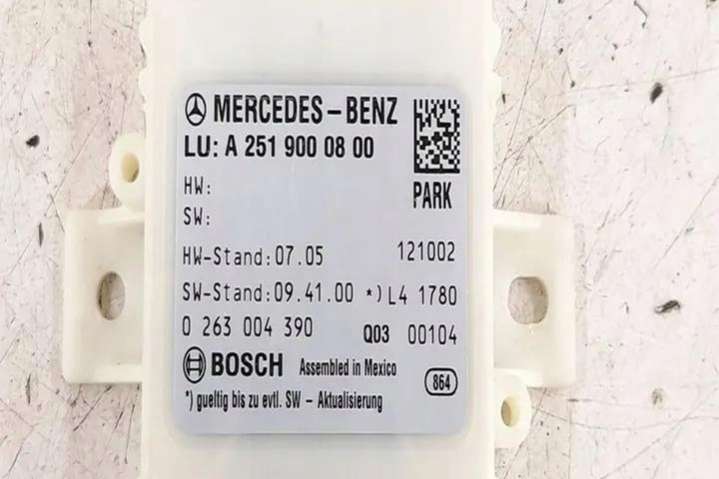 MERCEDES-BENZ
LU: A 251 900 08 00
PARK
HW:
SW:
HW-Stand: 07.05 121002
SW-Stand: 09.41.00 *) L4 1780
0 263 004 390 Q03 00104
BOSCH Assembled in Mexico 864
*) gueltig bis zu evtl. SW - Aktualisierung